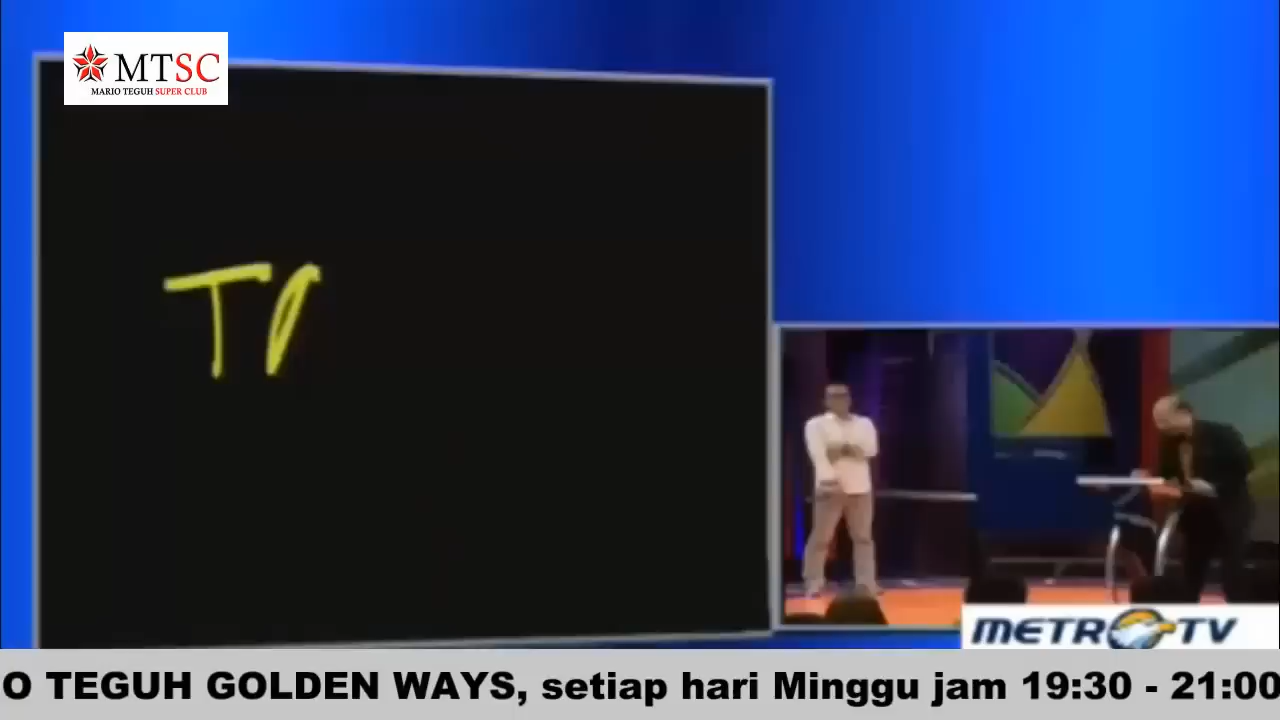 MTSC
MARIO TEGUH SUPER CLUB
T
METRO TV
O TEGUH GOLDEN WAYS, setiap hari Minggu jam 19:30 - 21:00